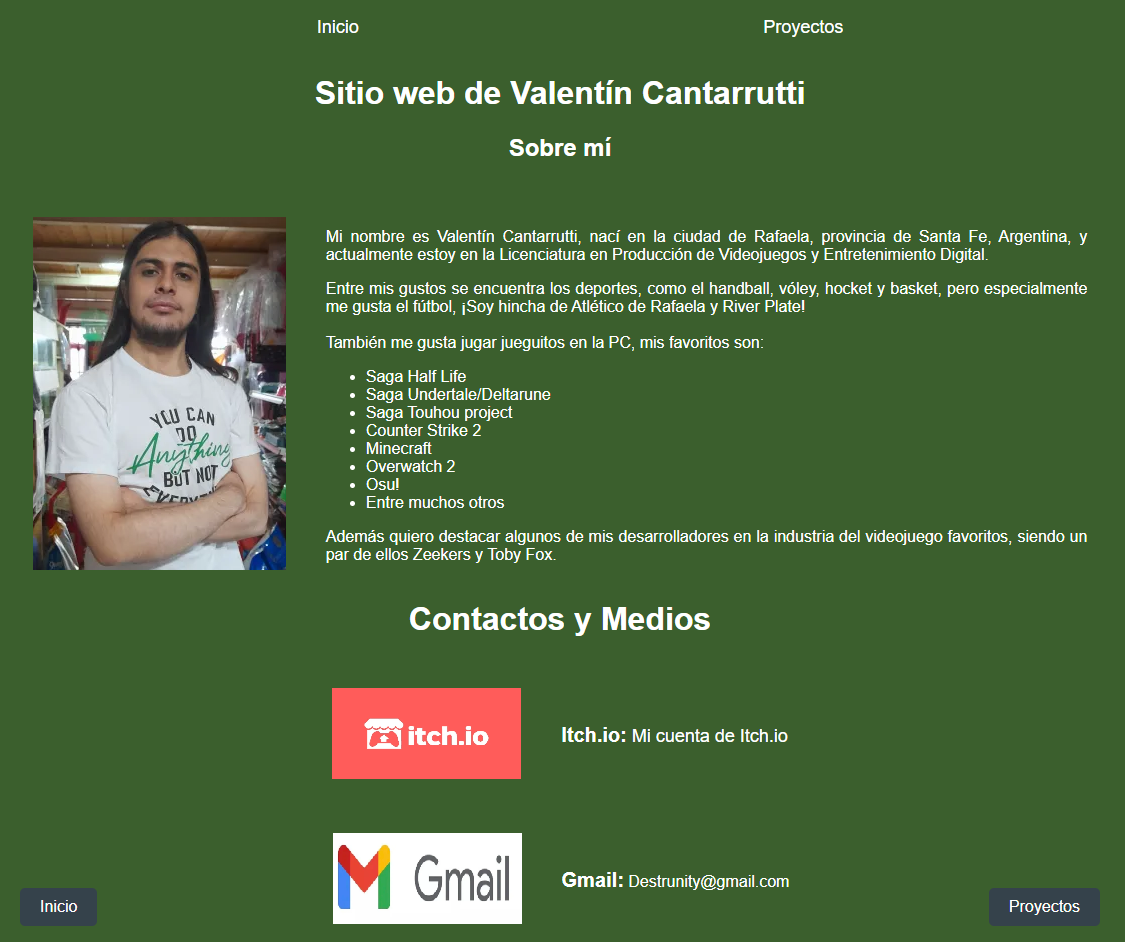 Inicio
Proyectos
Sitio web de Valentín Cantarrutti
Sobre mí
YOU CAN
DO
Anything
BUT NOT
Mi nombre es Valentín Cantarrutti, nací en la ciudad de Rafaela, provincia de Santa Fe, Argentina, y
actualmente estoy en la Licenciatura en Producción de Videojuegos y Entretenimiento Digital.
Entre mis gustos se encuentra los deportes, como el handball, vóley, hocket y basket, pero especialmente
me gusta el fútbol, ¡Soy hincha de Atlético de Rafaela y River Plate!
También me gusta jugar jueguitos en la PC, mis favoritos son:
• Saga Half Life
• Saga Undertale/Deltarune
• Saga Touhou project
• Counter Strike 2
• Minecraft
• Overwatch 2
• Osu!
• Entre muchos otros
Además quiero destacar algunos de mis desarrolladores en la industria del videojuego favoritos, siendo un
par de ellos Zeekers y Toby Fox.
Contactos y Medios
itch.io
Itch.io: Mi cuenta de Itch.io
Gmail
Gmail: Destrunity@gmail.com
Inicio
Proyectos